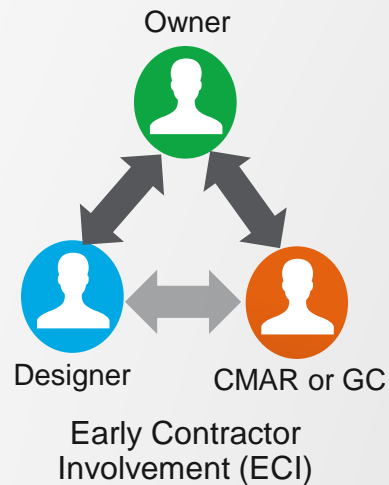 Owner
Designer
CMAR or GC
Early Contractor
Involvement (ECI)